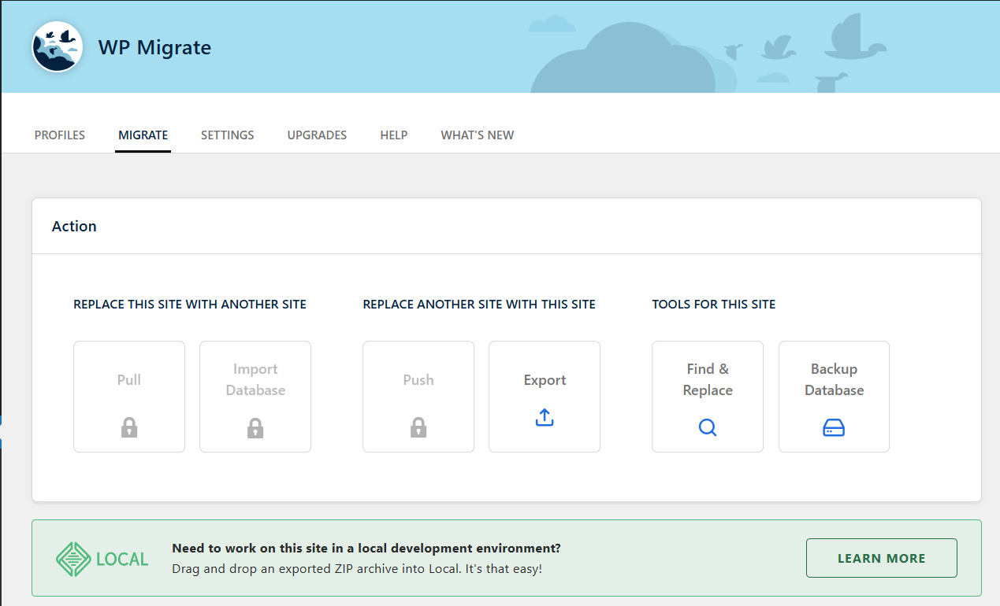 WP Migrate
PROFILES MIGRATE SETTINGS UPGRADES HELP WHAT'S NEW
Action
REPLACE THIS SITE WITH ANOTHER SITE
Pull
Import
Database
REPLACE ANOTHER SITE WITH THIS SITE
Push
Export
TOOLS FOR THIS SITE
Find &
Replace
Backup
Database
LOCAL
Need to work on this site in a local development environment?
Drag and drop an exported ZIP archive into Local. It's that easy!
LEARN MORE